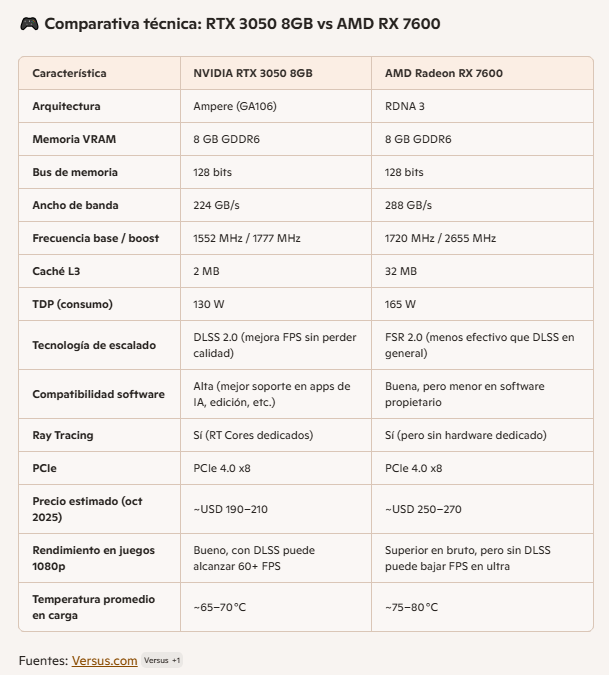 🎮 Comparativa técnica: RTX 3050 8GB vs AMD RX 7600
Característica NVIDIA RTX 3050 8GB AMD Radeon RX 7600
Arquitectura Ampere (GA106) RDNA 3
Memoria VRAM 8 GB GDDR6 8 GB GDDR6
Bus de memoria 128 bits 128 bits
Ancho de banda 224 GB/s 288 GB/s
Frecuencia base / boost 1552 MHz / 1777 MHz 1720 MHz / 2655 MHz
Caché L3 2 MB 32 MB
TDP (consumo) 130 W 165 W
Tecnología de escalado DLSS 2.0 (mejora FPS sin perder
calidad) FSR 2.0 (menos efectivo que DLSS en
general)
Compatibilidad software Alta (mejor soporte en apps de
IA, edición, etc.) Buena, pero menor en software
propietario
Ray Tracing Sí (RT Cores dedicados) Sí (pero sin hardware dedicado)
PCIe PCIe 4.0 x8 PCIe 4.0 x8
Precio estimado (oct
2025) ~USD 190–210 ~USD 250–270
Rendimiento en juegos
1080p Bueno, con DLSS puede
alcanzar 60+ FPS Superior en bruto, pero sin DLSS
puede bajar FPS en ultra
Temperatura promedio
en carga ~65–70°C ~75–80°C
Fuentes: Versus.com Versus +1